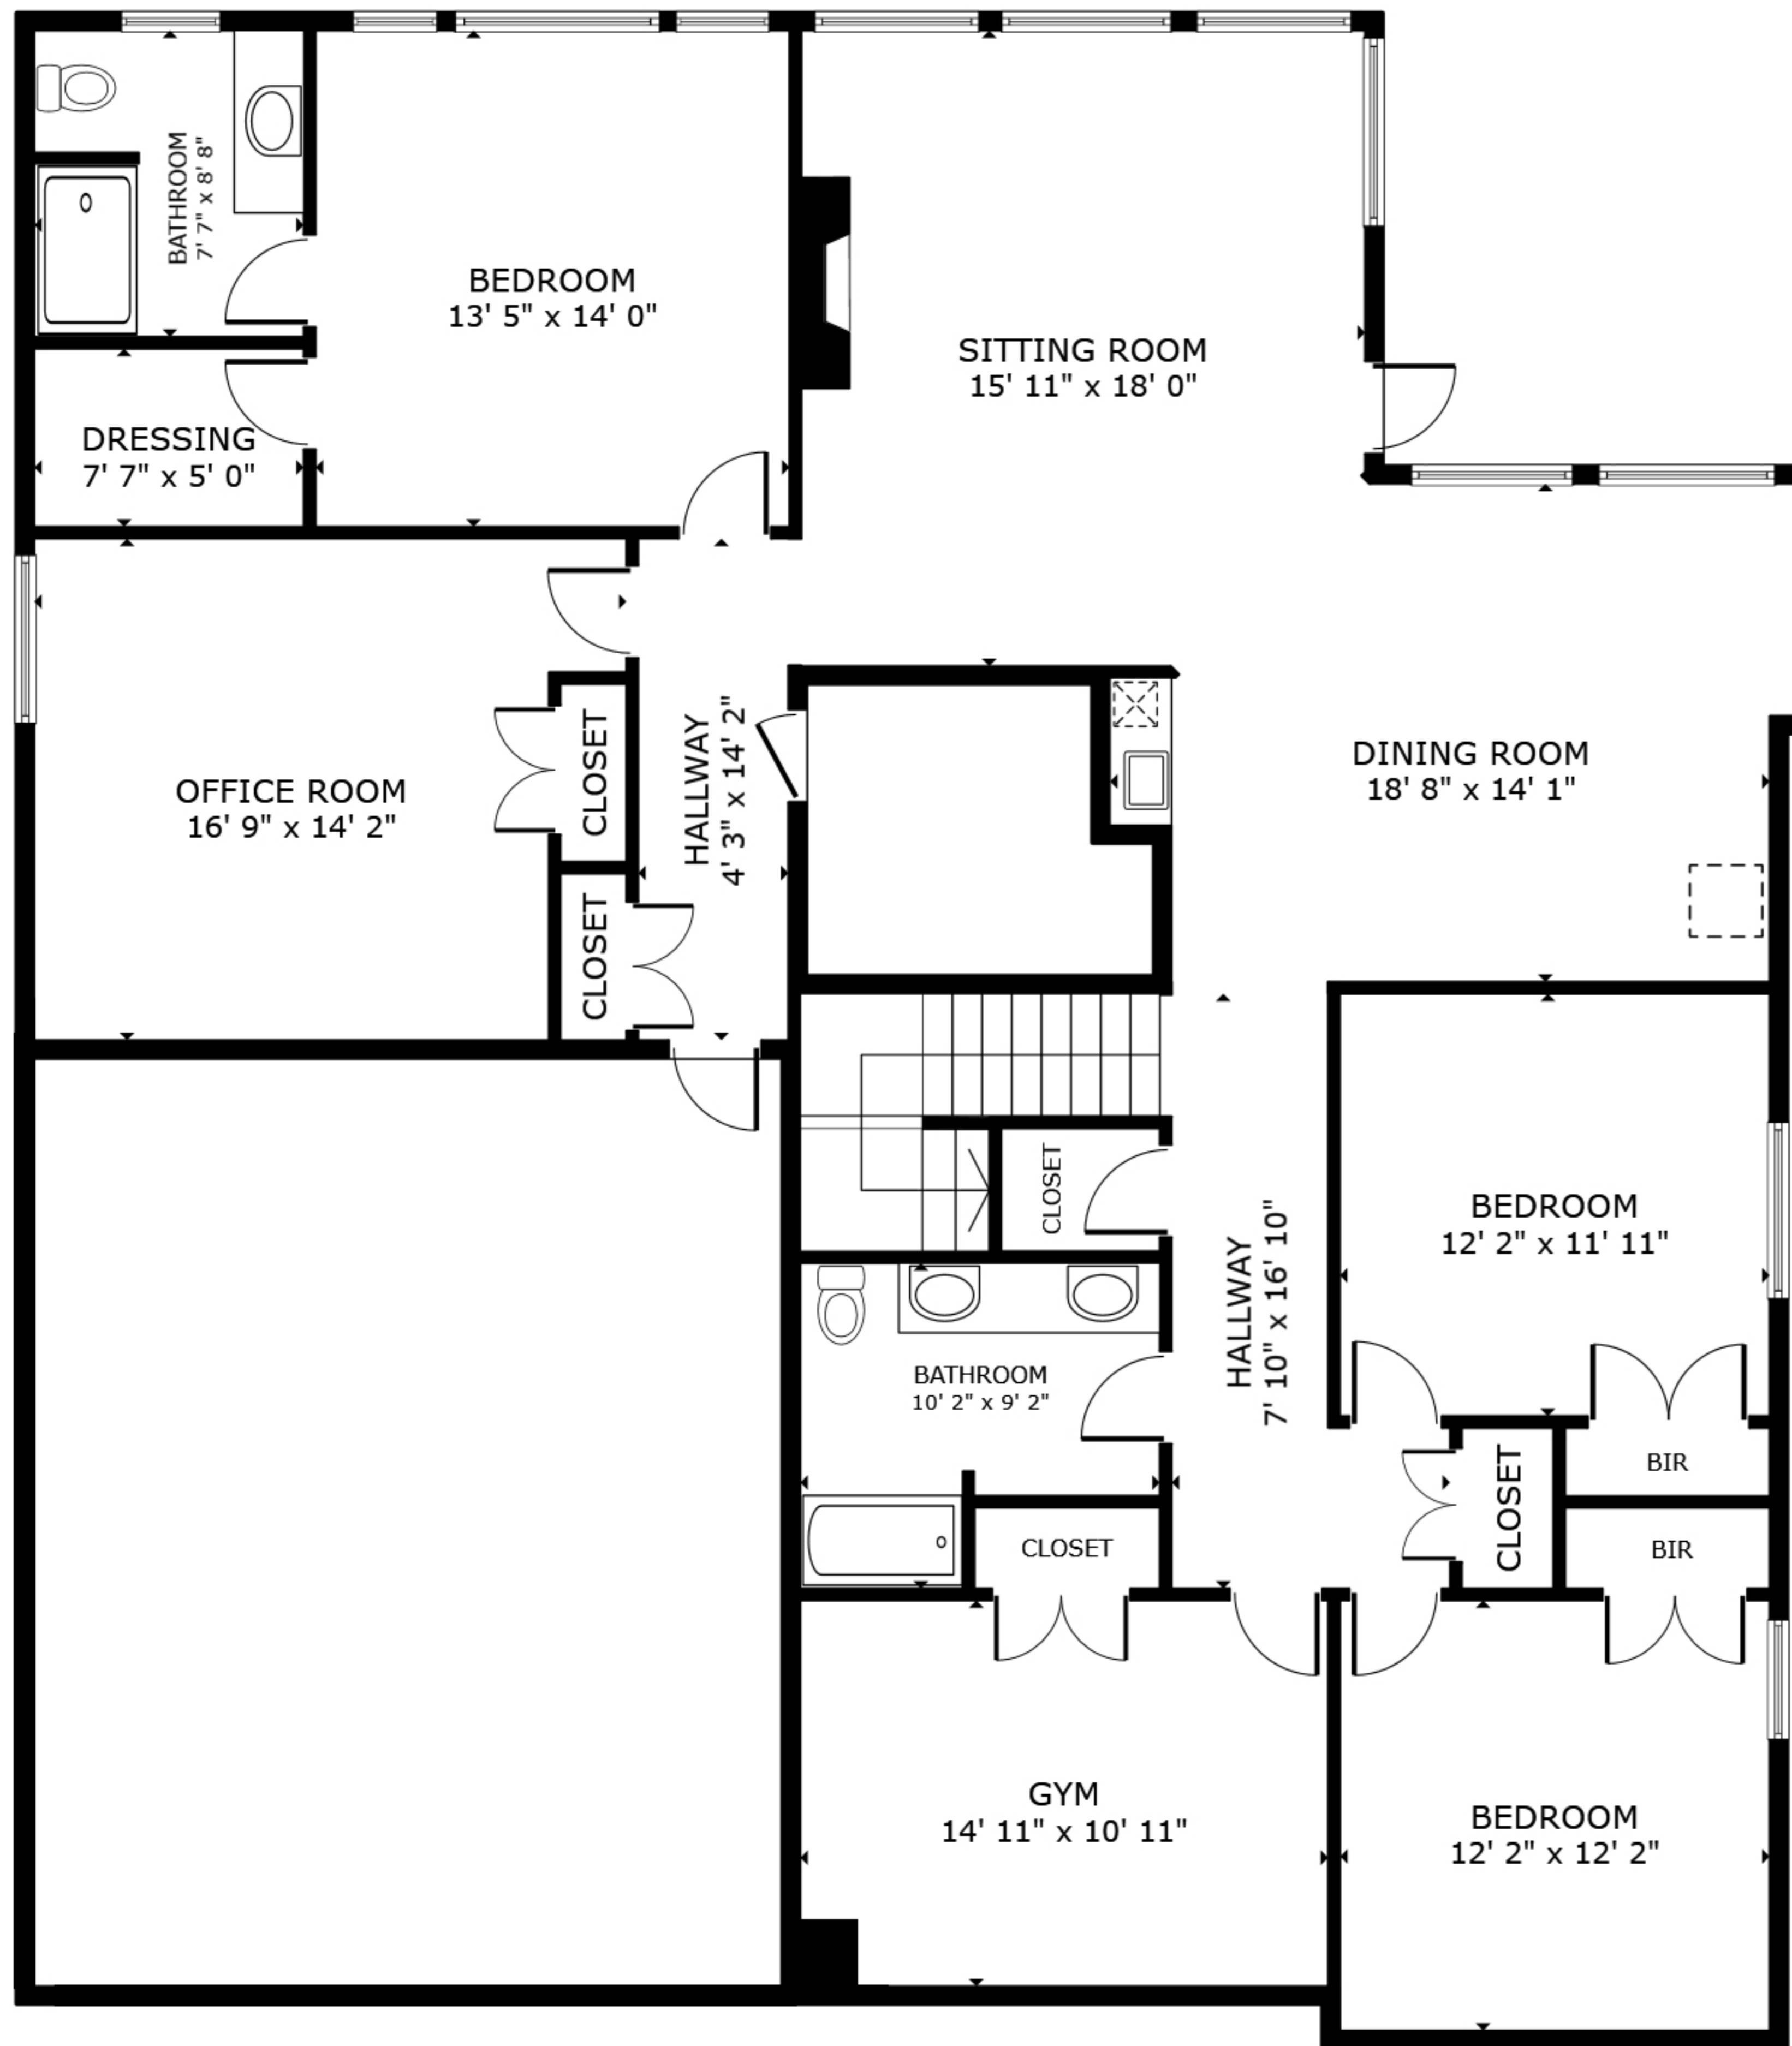 BATHROOM
7' 7" x 8' 8"
BEDROOM
13' 5" x 14' 0"
SITTING ROOM
15' 11" x 18' 0"
DRESSING
7' 7" x 5' 0"
OFFICE ROOM
16' 9" x 14' 2"
CLOSET
CLOSET
HALLWAY
4' 3" x 14' 2"
DINING ROOM
18' 8" x 14' 1"
CLOSET
HALLWAY
7' 10" x 16' 10"
BEDROOM
12' 2" x 11' 11"
BATHROOM
10' 2" x 9' 2"
CLOSET
CLOSET
BIR
BIR
GYM
14' 11" x 10' 11"
BEDROOM
12' 2" x 12' 2"